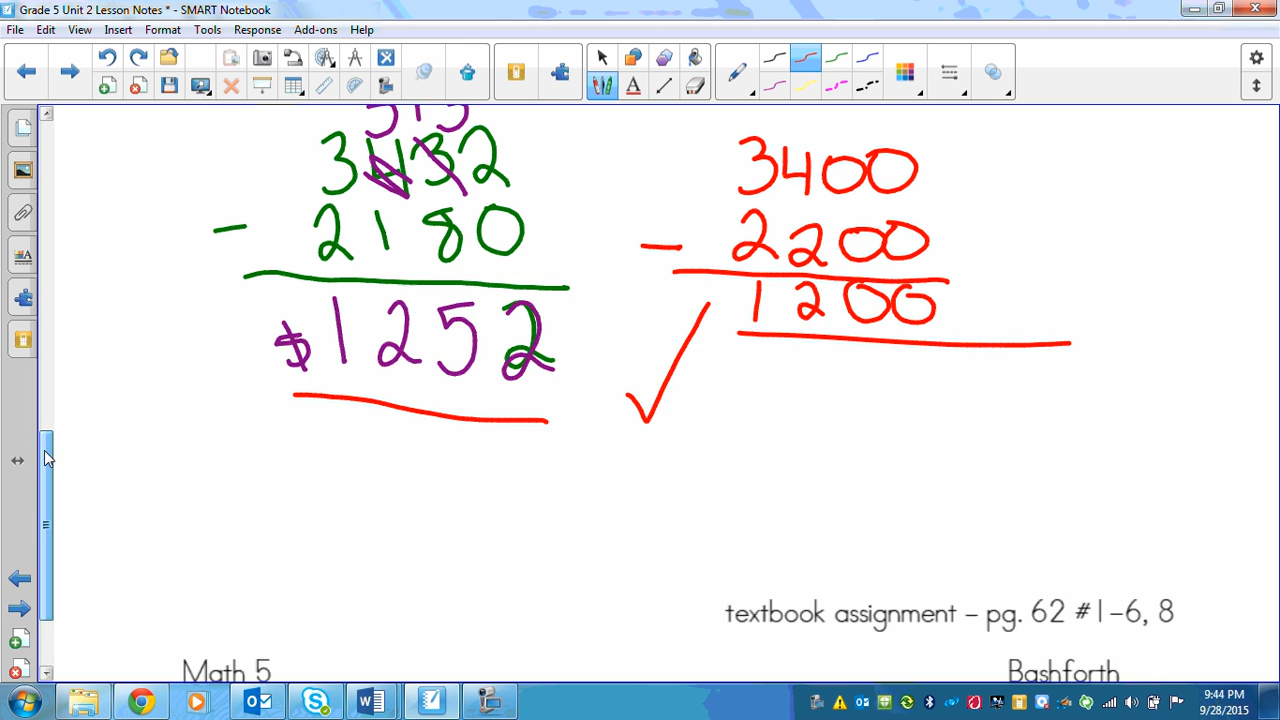 Grade 5 Unit 2 Lesson Notes * - SMART Notebook
File Edit View Insert Format Tools Response Add-ons Help
3432
- 2180
$1252
3400
- 2200
1200
textbook assignment - pg. 62 #1-6, 8
Math 5 Bashforth
9:44 PM
9/28/2015